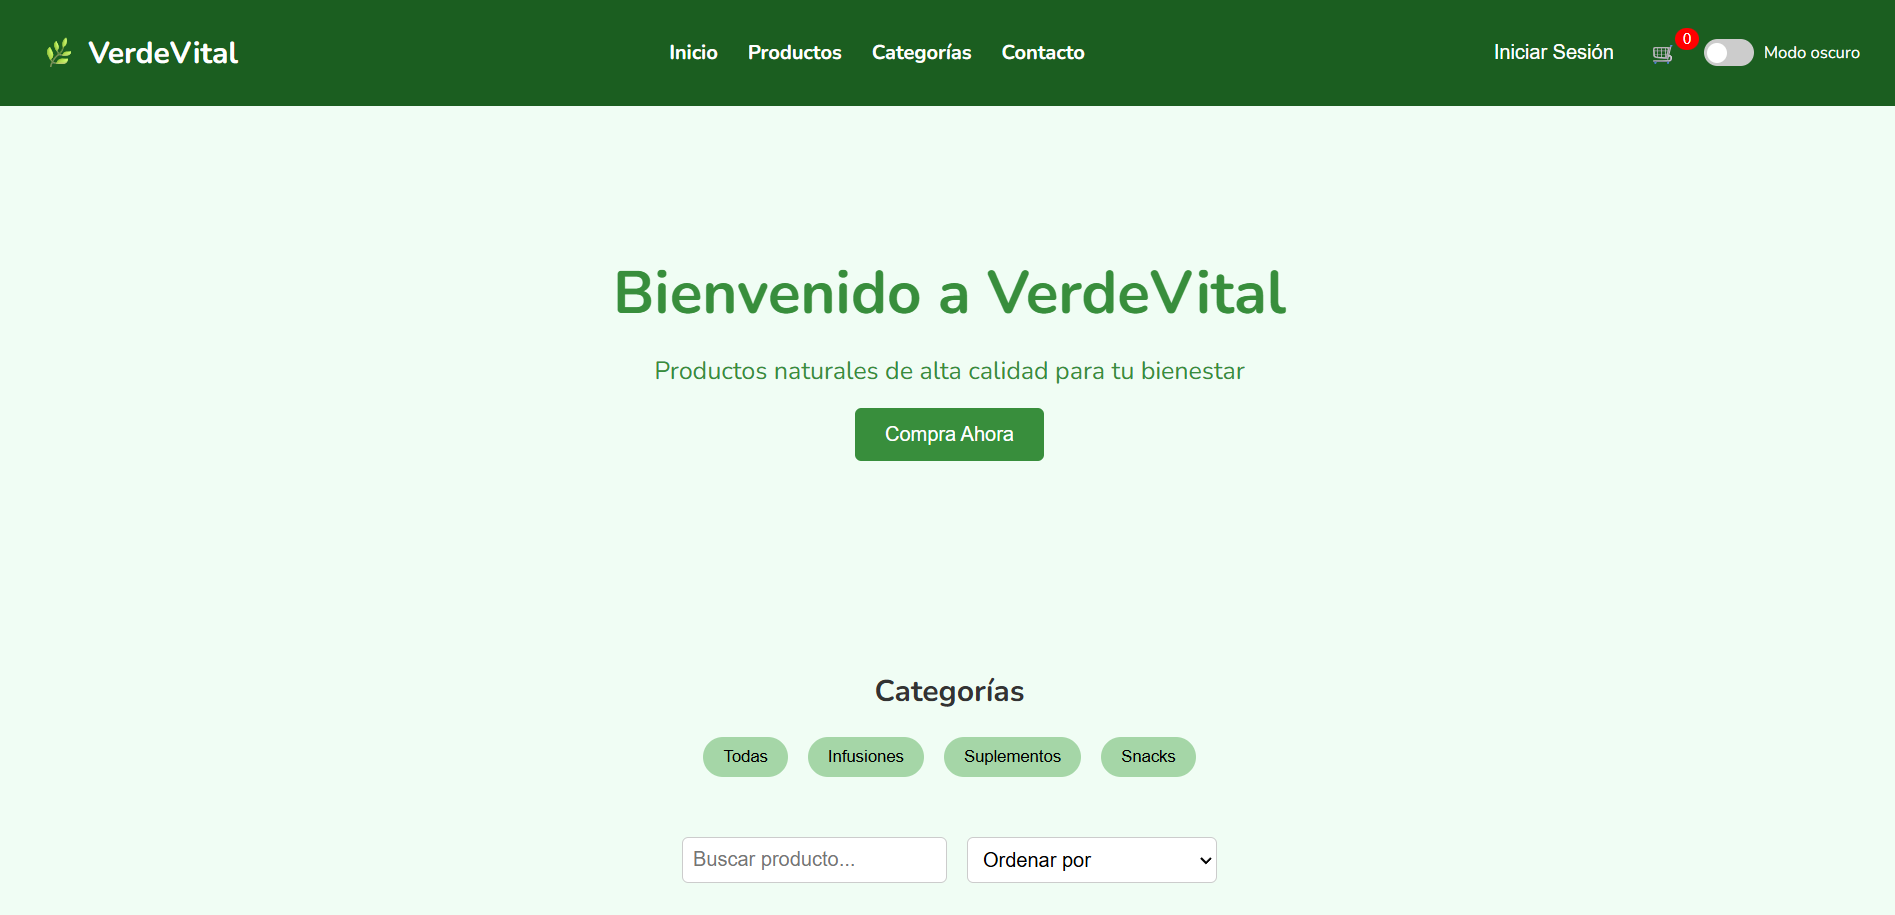 VerdeVital
Inicio Productos Categorías Contacto
Iniciar Sesión 0 Modo oscuro
Bienvenido a VerdeVital
Productos naturales de alta calidad para tu bienestar
Compra Ahora
Categorías
Todas Infusiones Suplementos Snacks
Buscar producto... Ordenar por